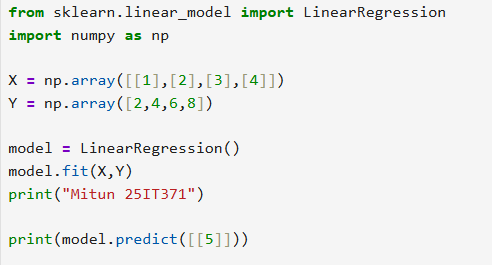 from sklearn.linear_model import LinearRegression
import numpy as np
X = np.array([[1],[2],[3],[4]])
Y = np.array([2,4,6,8])
model = LinearRegression()
model.fit(X,Y)
print("Mitun 25IT371")
print(model.predict([[5]]))